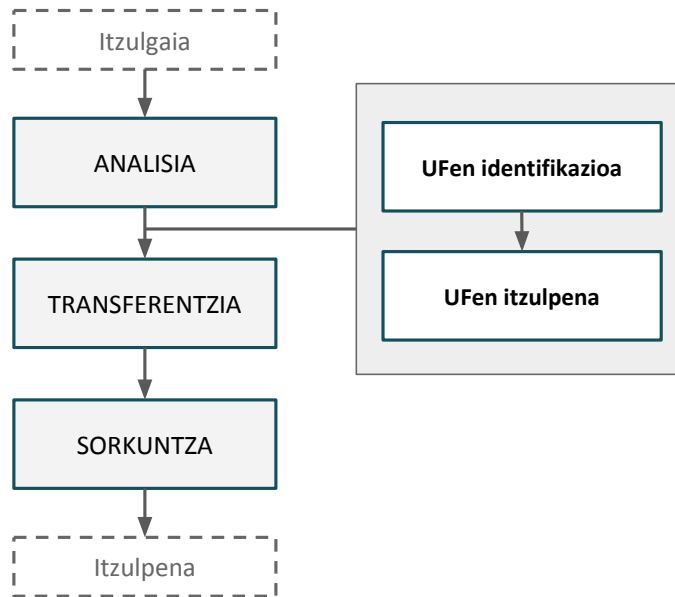 Itzulgaia
ANALISIA
UFen identifikazioa
TRANSFERENTZIA
UFen itzulpena
SORKUNTZA
Itzulpena